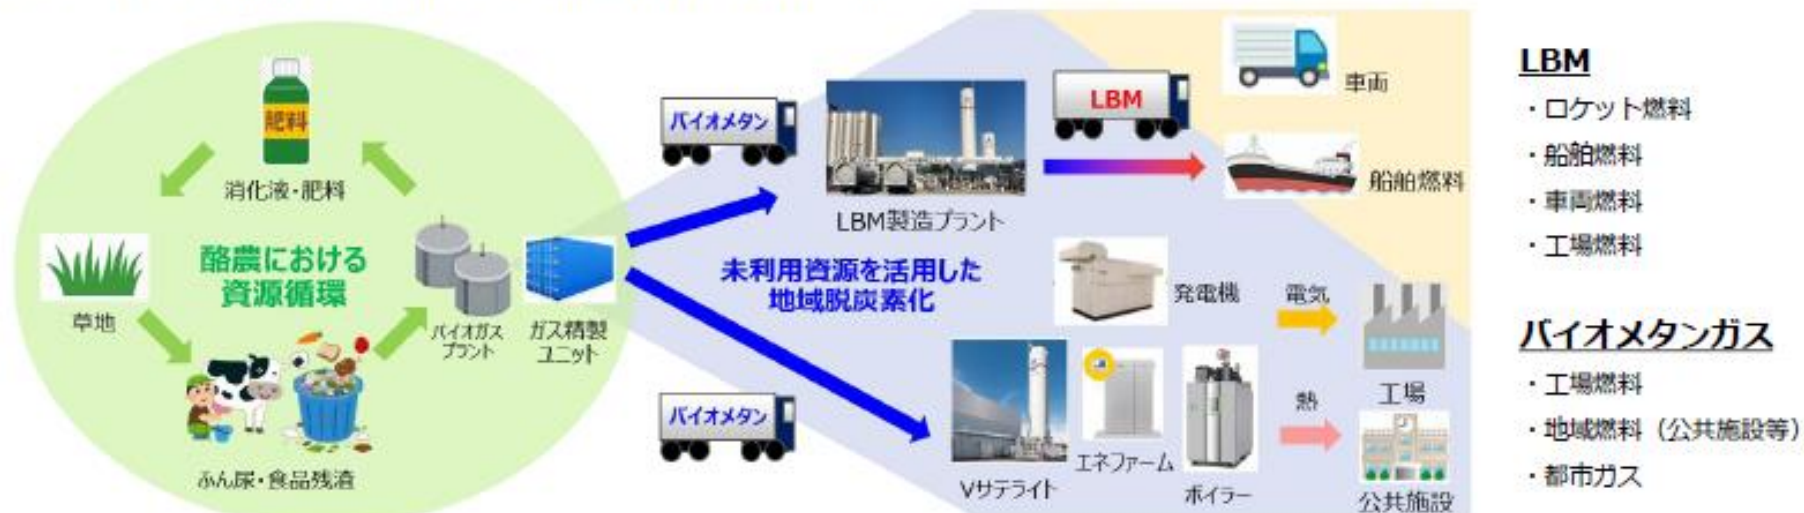 肥料
消化液・肥料
草地
酪農における
資源循環
ふん尿・食品残渣
バイオガス
プラント
ガス精製
ユニット
バイオメタン
LBM製造プラント
LBM
車両
船舶燃料
未利用資源を活用した
地域脱炭素化
バイオメタン
Vサテライト
エネファーム
発電機
ボイラー
電気
熱
工場
公共施設
LBM
・ロケット燃料
・船舶燃料
・車両燃料
・工場燃料
バイオメタンガス
・工場燃料
・地域燃料（公共施設等）
・都市ガス